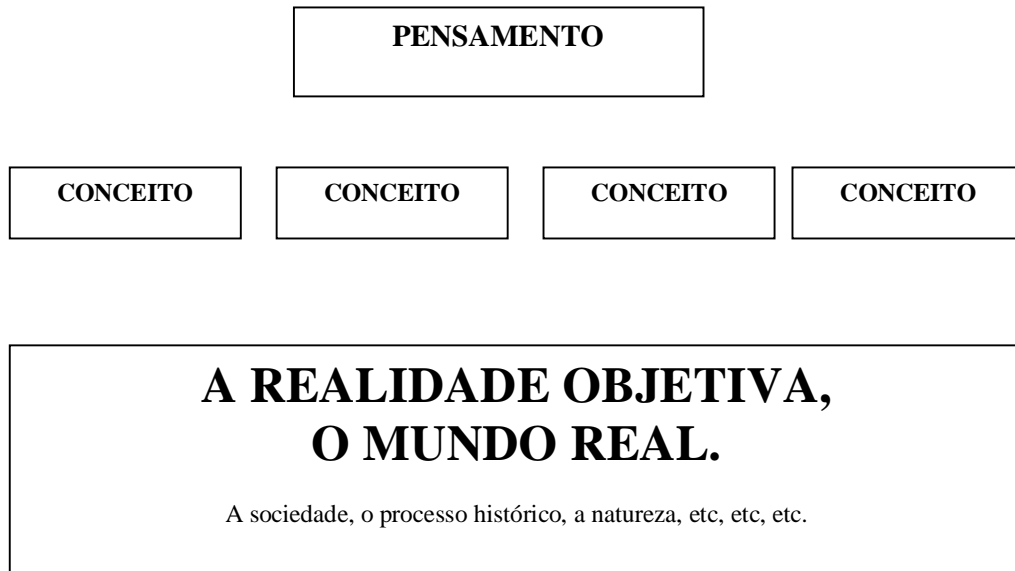 PENSAMENTO
CONCEITO CONCEITO CONCEITO CONCEITO
A REALIDADE OBJETIVA,
O MUNDO REAL.
A sociedade, o processo histórico, a natureza, etc, etc, etc.